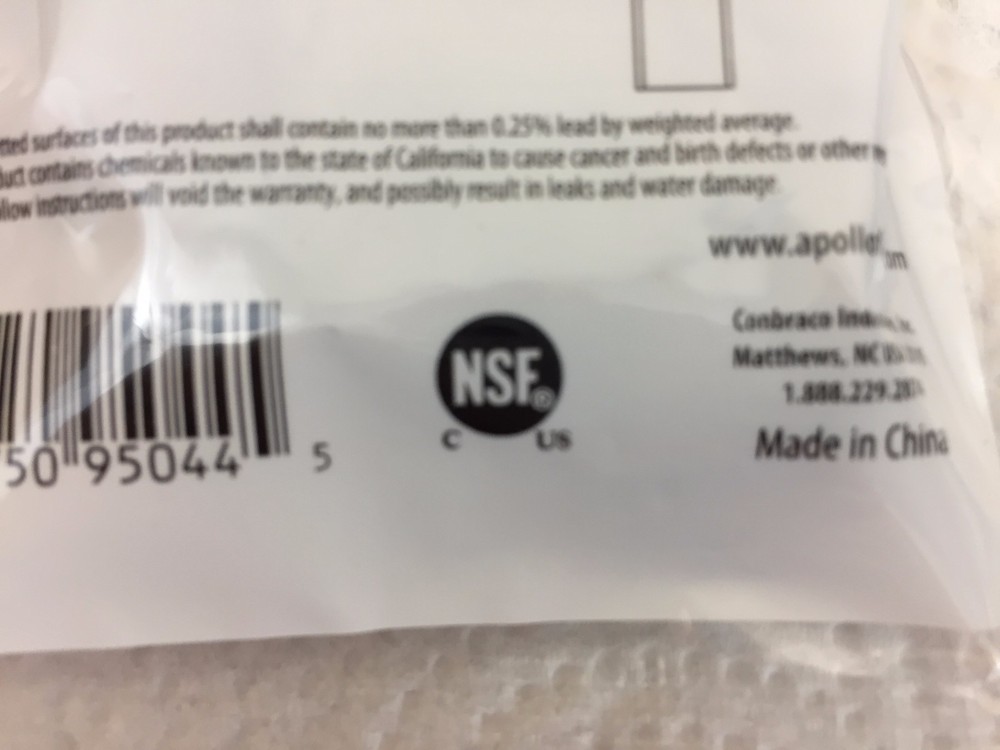 surfaces of this product shall contain no more than 0.25% lead by weighted average.
contains chemicals known to the state of California to cause cancer and birth defects or other
instructions will void the warranty, and possibly result in leaks and water damage.
Conbraco
Matthews, NC
Made in China
NSF®
C US
50 95044 5